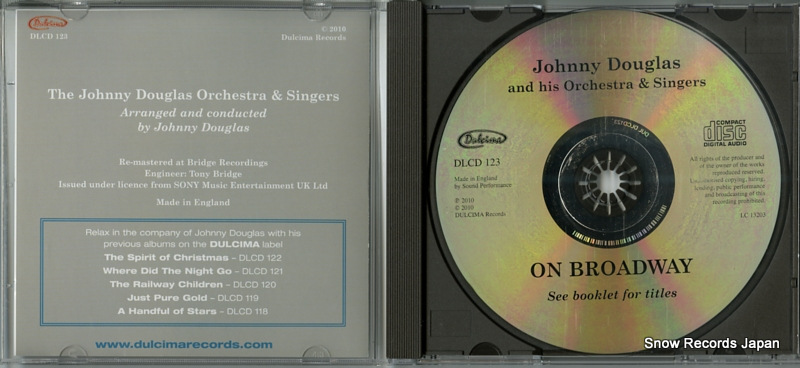 Dulcima
DLCD 123
© 2010
Dulcima Records
The Johnny Douglas Orchestra & Singers
Arranged and conducted
by Johnny Douglas
Re-mastered at Bridge Recordings
Engineer: Tony Bridge
Issued under licence from SONY Music Entertainment UK Ltd
Made in England
Relax in the company of Johnny Douglas with his
previous albums on the DULCIMA label
The Spirit of Christmas – DLCD 122
Where Did The Night Go – DLCD 121
The Railway Children – DLCD 120
Just Pure Gold – DLCD 119
A Handful of Stars – DLCD 118
www.dulcimarecords.com
Johnny Douglas
and his Orchestra & Singers
Dulcima
DLCD 123
Made in England
by Sound Performance
℗ 2010
© 2010
DULCIMA Records
COMPACT
disc
DIGITAL AUDIO
All rights of the producer and
of the owner of the works
reproduced reserved.
Unauthorised copying, hiring,
lending, public performance
and broadcasting of this
recording prohibited.
LC 15203
ON BROADWAY
See booklet for titles
Snow Records Japan